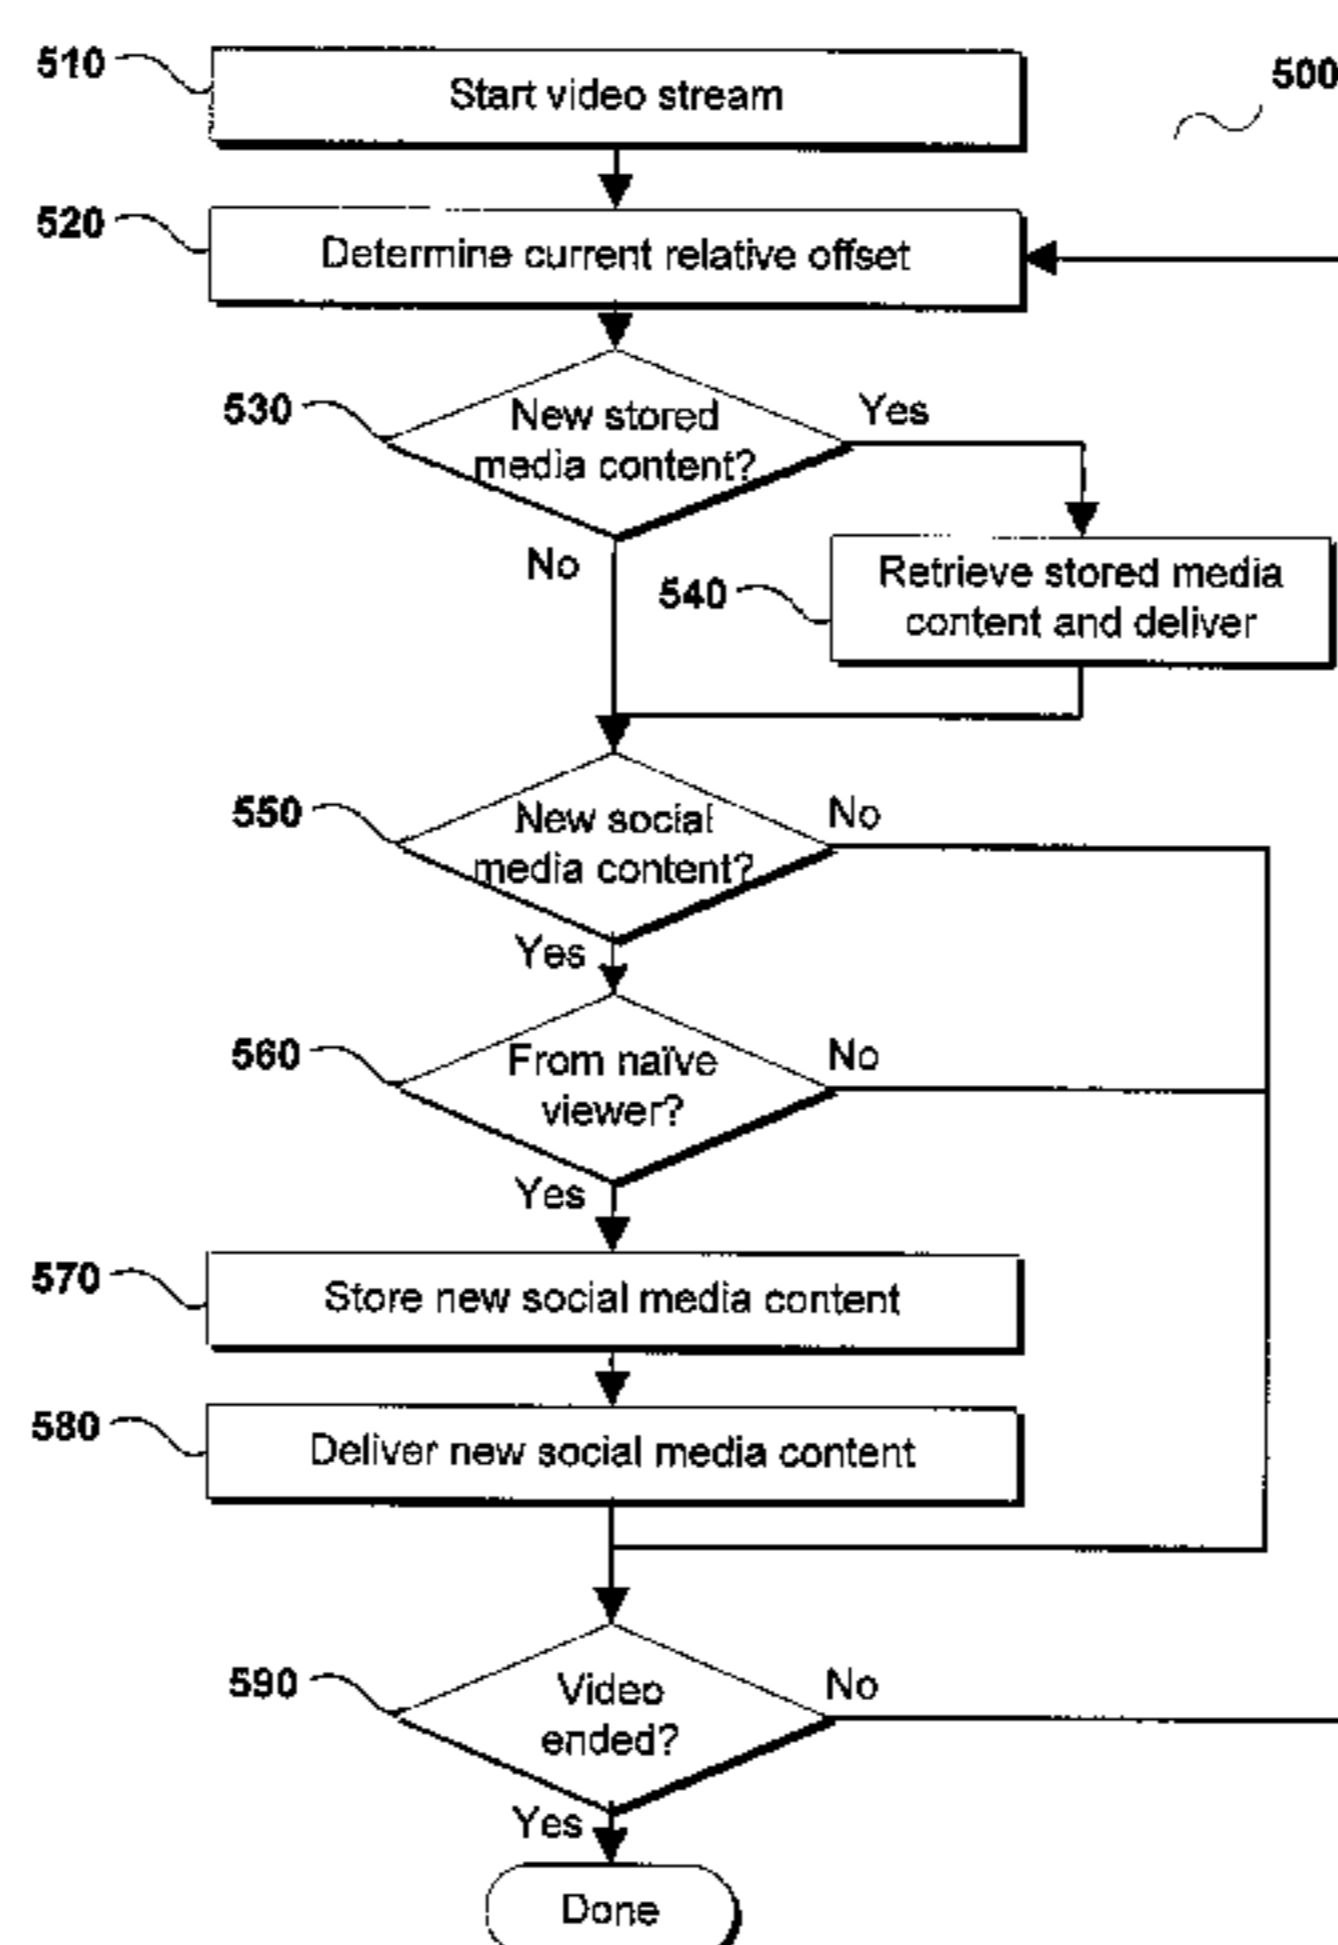 510
Start video stream
500
520
Determine current relative offset
530
New stored
media content?
Yes
No
540
Retrieve stored media
content and deliver
550
New social
media content?
No
Yes
560
From naïve
viewer?
No
Yes
570
Store new social media content
580
Deliver new social media content
590
Video
ended?
No
Yes
Done